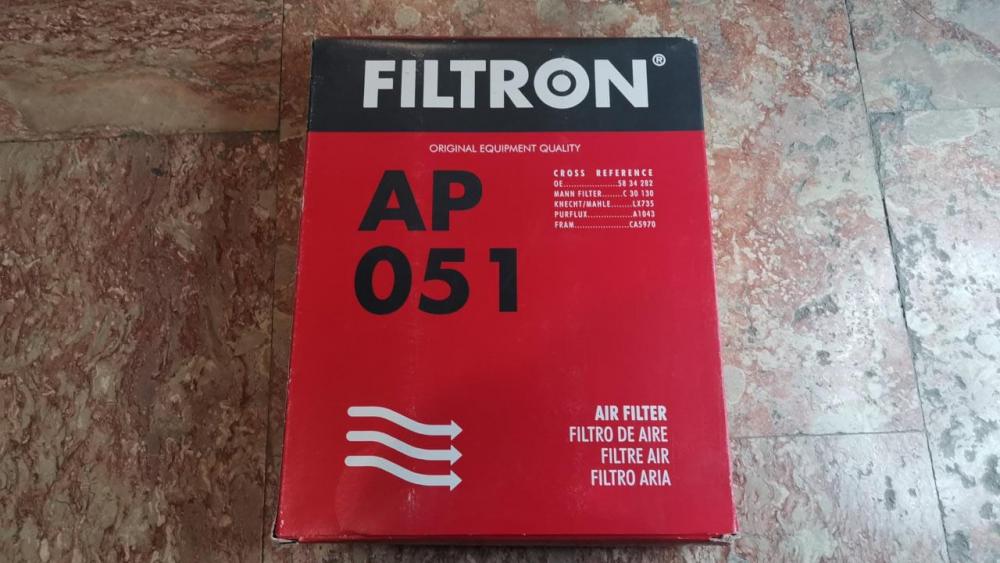 FILTRON®
ORIGINAL EQUIPMENT QUALITY
AP
051
CROSS REFERENCE
OE....................58 34 282
MANN FILTER.......C 30 130
KNECHT/MAHLE........LX735
PURFLUX................A1043
FRAM....................CA5970
AIR FILTER
FILTRO DE AIRE
FILTRE AIR
FILTRO ARIA